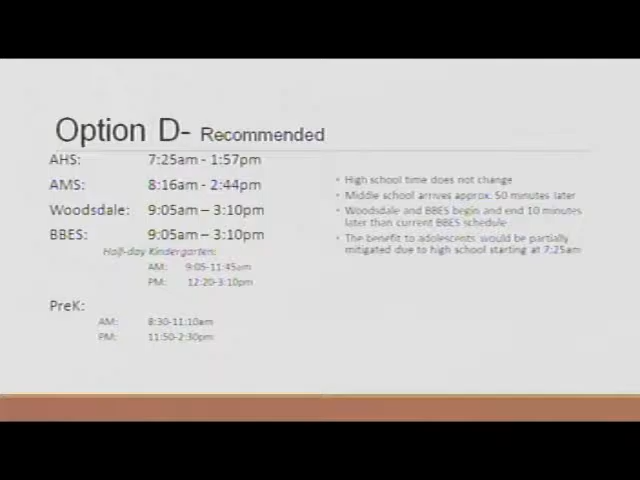 Option D- Recommended
AHS: 7:25am - 1:57pm
AMS: 8:16am - 2:44pm
Woodsdale: 9:05am – 3:10pm
BBES: 9:05am – 3:10pm
Half-day Kindergarten:
AM: 9:05-11:45am
PM: 12:20-3:10pm
PreK:
AM: 8:30-11:10am
PM: 11:50-2:30pm
• High school time does not change
• Middle school arrives approx. 50 minutes later
• Woodsdale and BBES begin and end 10 minutes
later than current BBES schedule
• The benefit to adolescents would be partially
mitigated due to high school starting at 7:25am